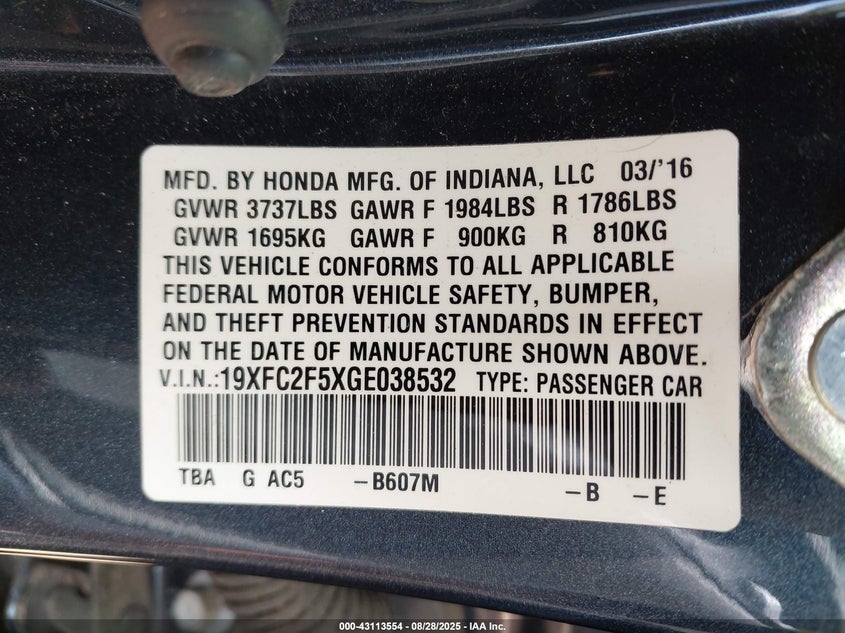 MFD. BY HONDA MFG. OF INDIANA, LLC 03/'16
GVWR 3737LBS GAWR F 1984LBS R 1786LBS
GVWR 1695KG GAWR F 900KG R 810KG
THIS VEHICLE CONFORMS TO ALL APPLICABLE
FEDERAL MOTOR VEHICLE SAFETY, BUMPER,
AND THEFT PREVENTION STANDARDS IN EFFECT
ON THE DATE OF MANUFACTURE SHOWN ABOVE.
V.I.N.:19XFC2F5XGE038532 TYPE: PASSENGER CAR
TBA G AC5 -B607M -B -E
000-43113554 / 08/28/2025 - IAA Inc.